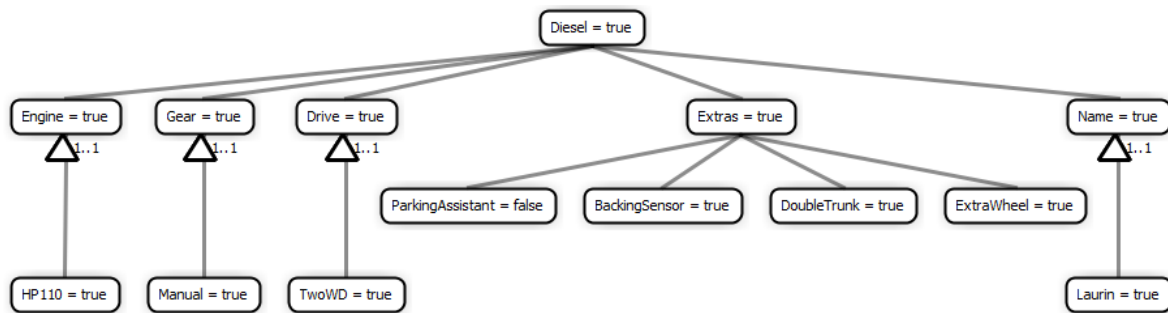 Diesel = true
Engine = true
Gear = true
Drive = true
Extras = true
Name = true
1..1
1..1
1..1
1..1
ParkingAssistant = false
BackingSensor = true
DoubleTrunk = true
ExtraWheel = true
HP110 = true
Manual = true
TwoWD = true
Laurin = true